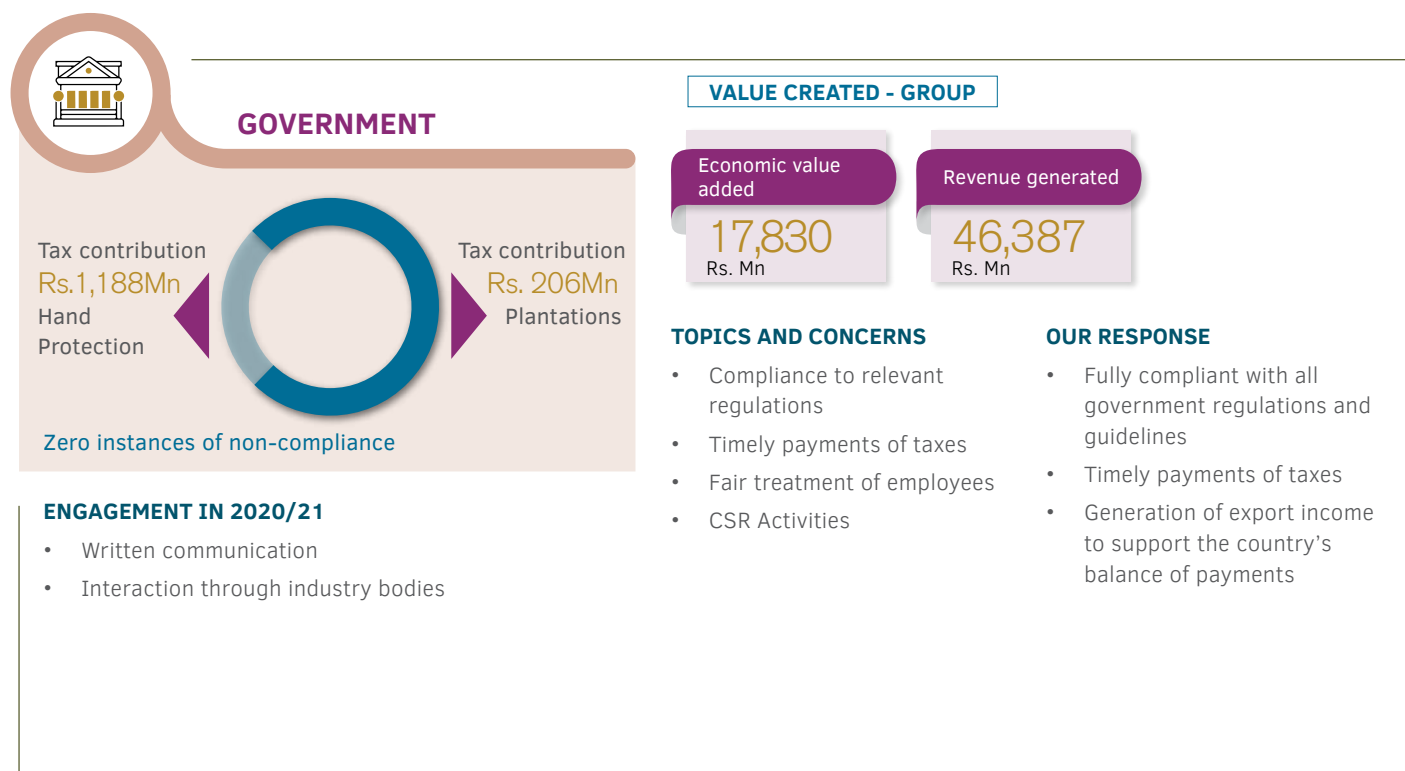 GOVERNMENT
Tax contribution
Rs.1,188Mn
Hand
Protection
Tax contribution
Rs. 206Mn
Plantations
Zero instances of non-compliance
ENGAGEMENT IN 2020/21
• Written communication
• Interaction through industry bodies
VALUE CREATED - GROUP
Economic value
added
17,830
Rs. Mn
Revenue generated
46,387
Rs. Mn
TOPICS AND CONCERNS
• Compliance to relevant
regulations
• Timely payments of taxes
• Fair treatment of employees
• CSR Activities
OUR RESPONSE
• Fully compliant with all
government regulations and
guidelines
• Timely payments of taxes
• Generation of export income
to support the country’s
balance of payments